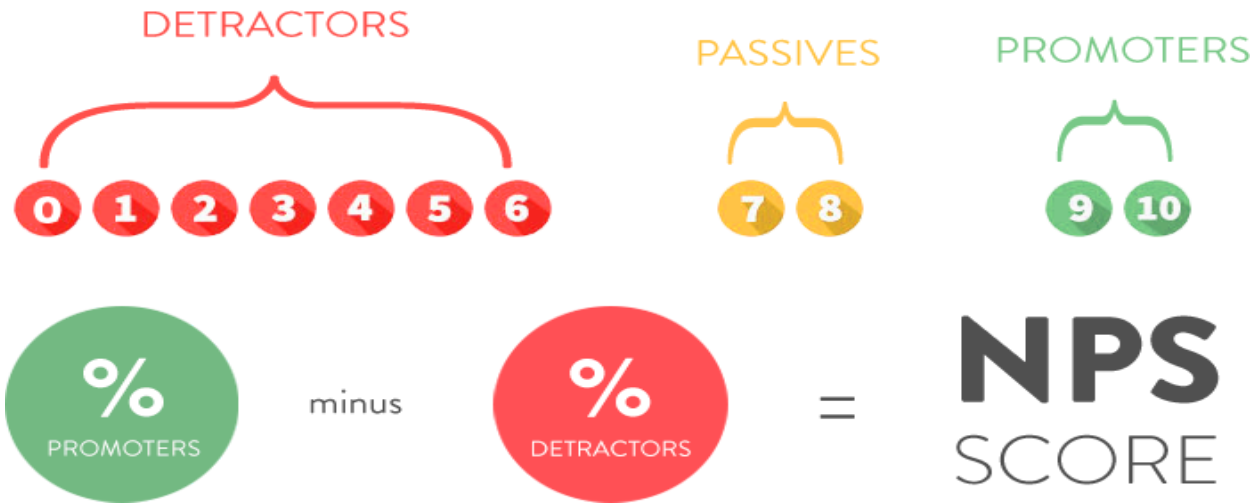 DETRACTORS
PASSIVES
PROMOTERS
0 1 2 3 4 5 6 7 8 9 10
% minus % = NPS
PROMOTERS DETRACTORS SCORE